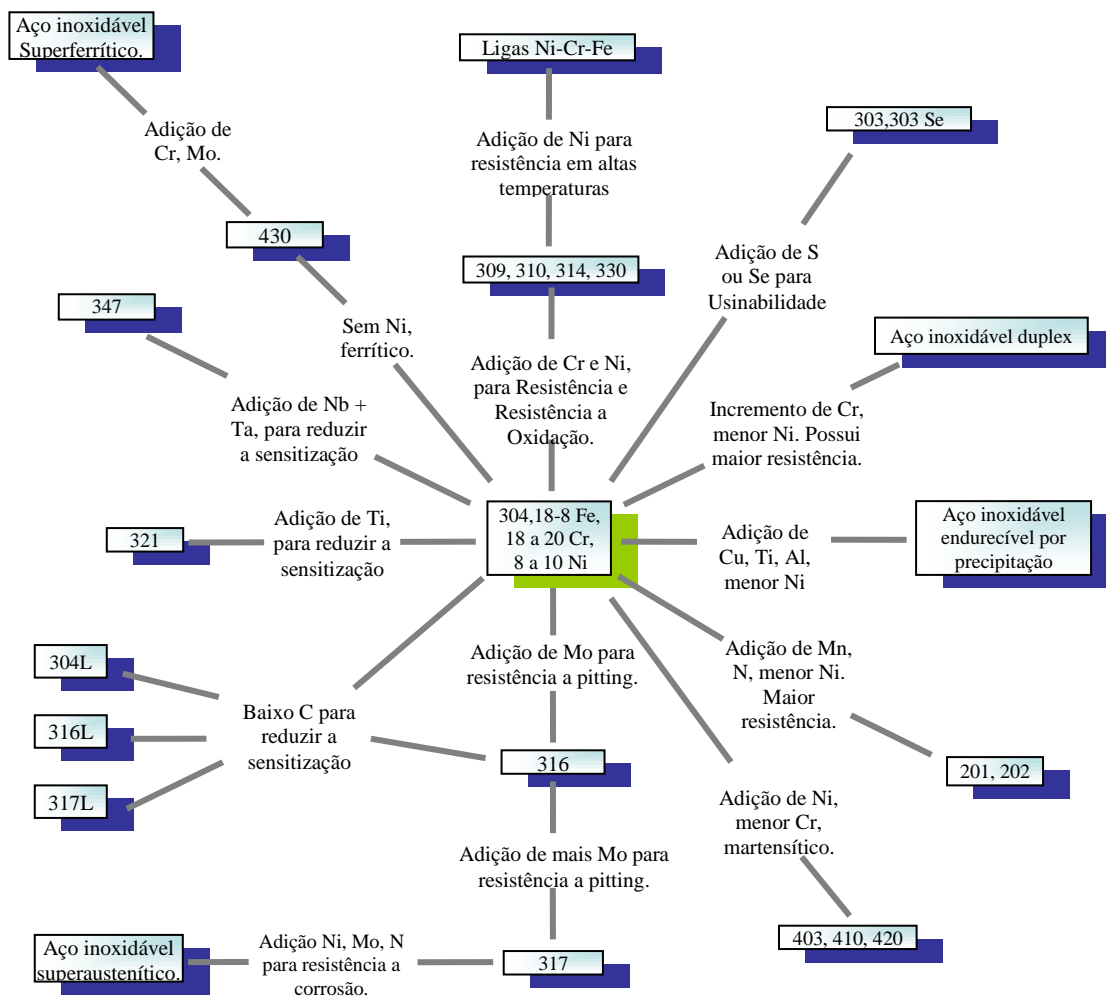 Aço inoxidável
Superferrítico.
Ligas Ni-Cr-Fe
303,303 Se
Adição de
Cr, Mo.
Adição de Ni para
resistência em altas
temperaturas
430
309, 310, 314, 330
Adição de S
ou Se para
Usinabilidade
347
Sem Ni,
ferrítico.
Aço inoxidável duplex
Adição de Cr e Ni,
para Resistência e
Resistência a
Oxidação.
Adição de Nb +
Ta, para reduzir
a sensitização
Incremento de Cr,
menor Ni. Possui
maior resistência.
321
Adição de Ti,
para reduzir a
sensitização
304,18-8 Fe,
18 a 20 Cr,
8 a 10 Ni
Adição de
Cu, Ti, Al,
menor Ni
Aço inoxidável
endurecível por
precipitação
304L
316L
317L
Baixo C para
reduzir a
sensitização
Adição de Mo para
resistência a pitting.
Adição de Mn,
N, menor Ni.
Maior
resistência.
316
201, 202
Adição de Ni,
menor Cr,
martensítico.
Adição de mais Mo para
resistência a pitting.
403, 410, 420
Aço inoxidável
superaustenítico.
Adição Ni, Mo, N
para resistência a
corrosão.
317